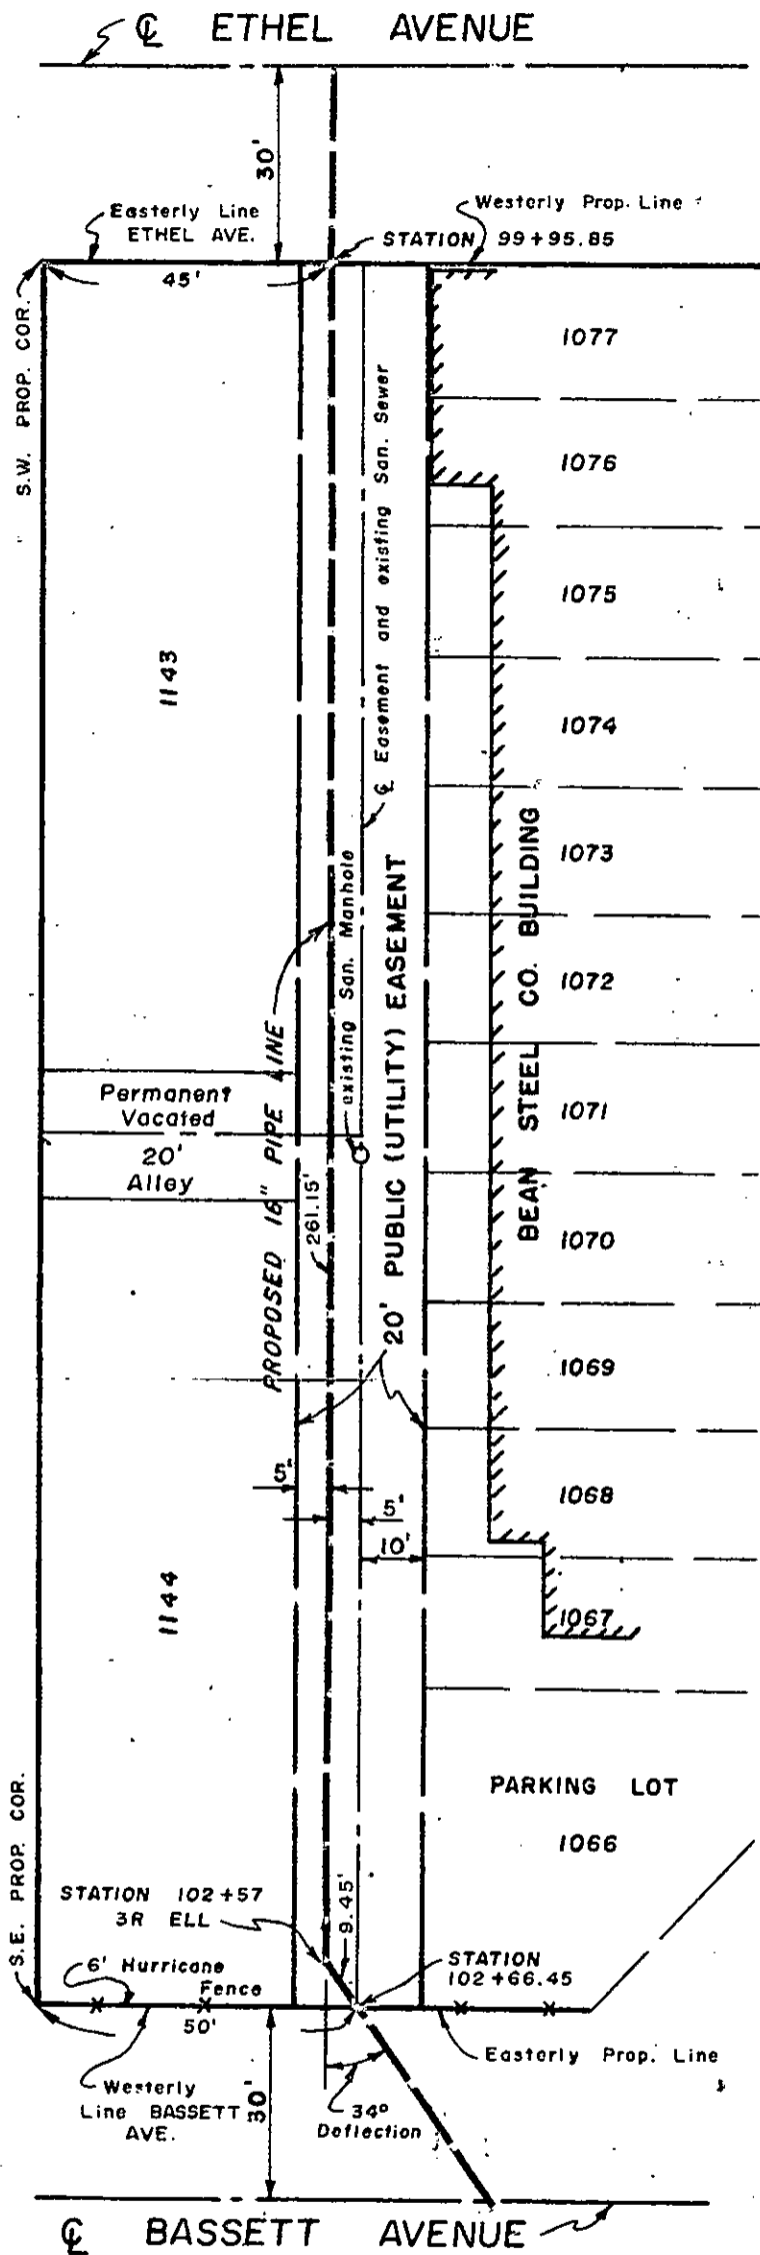 ℄ ETHEL AVENUE
30'
Easterly Line
ETHEL AVE.
Westerly Prop. Line
STATION 99+95.85
45'
S.W. PROP. COR.
1077
1076
1075
1074
1073
1072
1071
1070
1069
1068
1067
1143
℄ Easement and existing San. Sewer
existing San. Manhole
20' PUBLIC (UTILITY) EASEMENT
BEAN STEEL CO. BUILDING
PROPOSED 16" PIPE LINE
261.15'
Permanent
Vacated
20'
Alley
5'
5'
10'
1144
PARKING LOT
1066
S.E. PROP. COR.
STATION 102+57
3R ELL
9.45'
STATION
102+66.45
6' Hurricane
Fence
50'
Easterly Prop. Line
Westerly
Line BASSETT
AVE.
30'
34°
Deflection
℄ BASSETT AVENUE